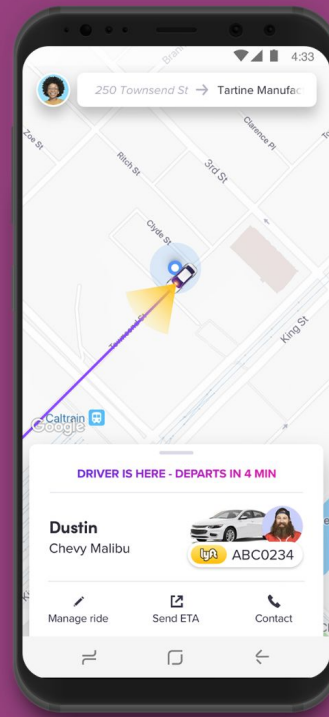 4:33
250 Townsend St → Tartine Manufac
Bran
Zoe St
Ritch St
3rd St
Clarence Pl
Clyde St
Townsend St
King St
Caltrain
Google
DRIVER IS HERE - DEPARTS IN 4 MIN
Dustin
Chevy Malibu
lyft
ABC0234
Manage ride
Send ETA
Contact